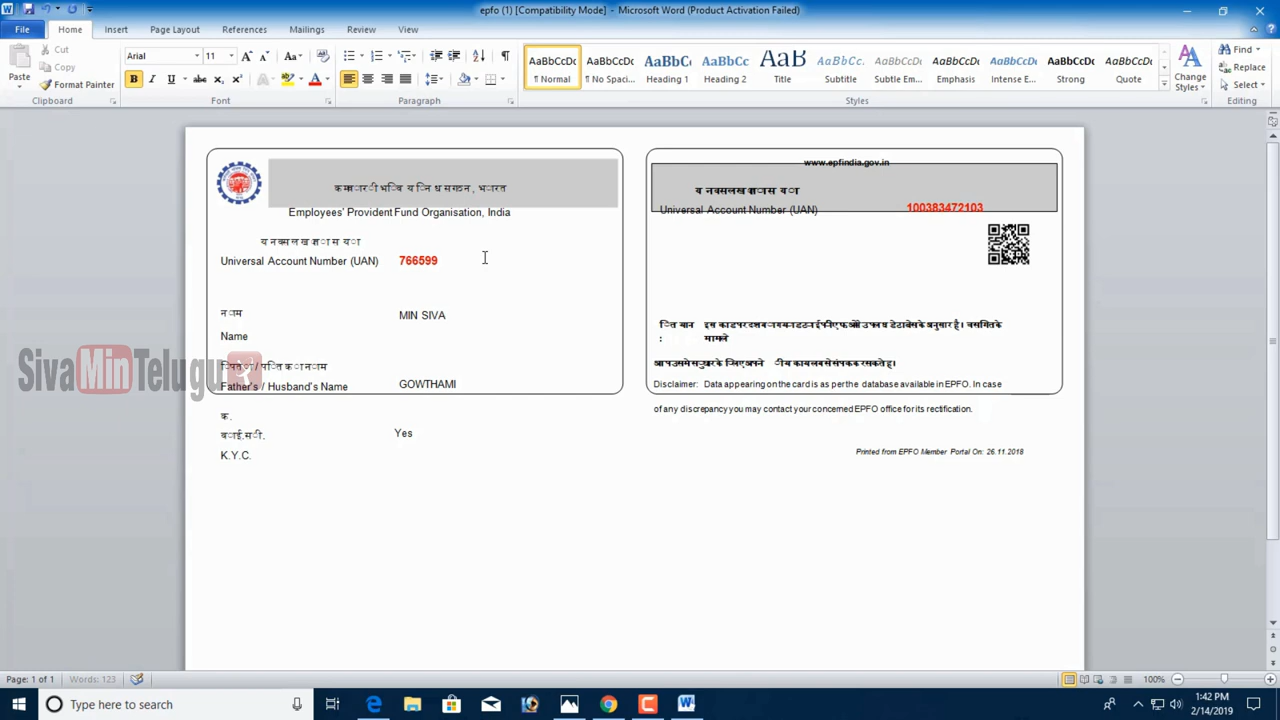 epfo (1) [Compatibility Mode] - Microsoft Word (Product Activation Failed)
File Home Insert Page Layout References Mailings Review View
Cut
Copy
Format Painter
Paste
Clipboard
Arial 11
Font
Paragraph
AaBbCcDc AaBbCcDc AaBbC AaBbCc AaB AaBbCc. AaBbCcDc AaBbCcDc AaBbCcDc AaBbCcDc AaBbCcDc
¶ Normal ¶ No Spaci... Heading 1 Heading 2 Title Subtitle Subtle Em... Emphasis Intense E... Strong Quote
Styles
Change Styles
Find
Replace
Select
Editing
Employees' Provident Fund Organisation, India
Universal Account Number (UAN) 766599
नाम MIN SIVA
Name
Father's / Husband's Name GOWTHAMI
क.
Yes
K.Y.C.
www.epfindia.gov.in
Universal Account Number (UAN) 100383472103
मामले
Disclaimer: Data appearing on the card is as per the database available in EPFO. In case
of any discrepancy you may contact your concerned EPFO office for its rectification.
Printed from EPFO Member Portal On: 26.11.2018
SivaMinTelugu
Page: 1 of 1 Words: 123 100%
Type here to search
1:42 PM
2/14/2019